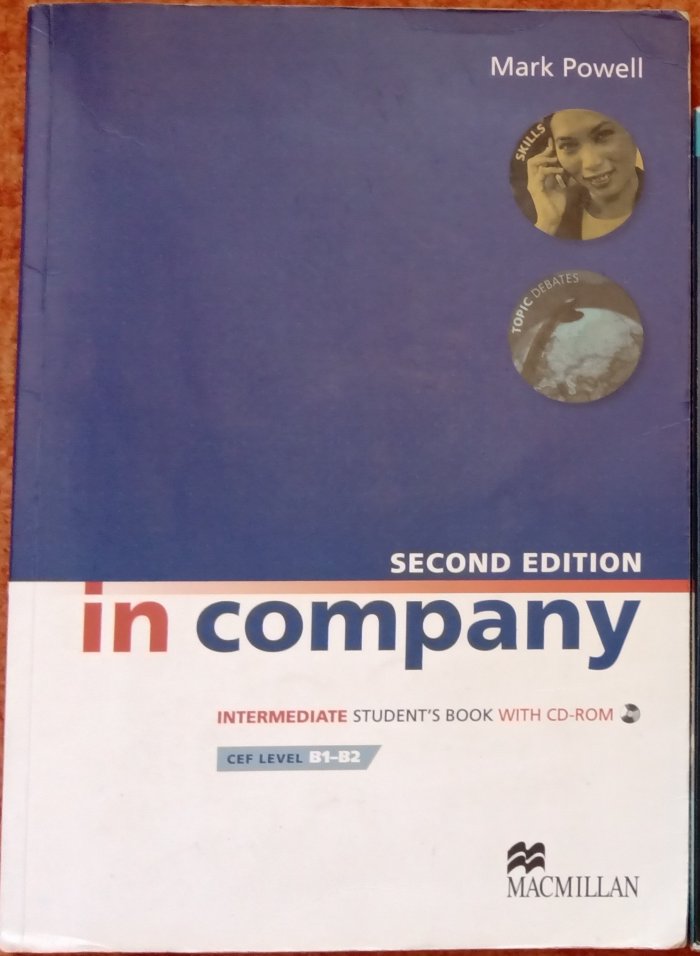 Mark Powell
SKILLS
TOPIC DEBATES
SECOND EDITION
in company
INTERMEDIATE STUDENT'S BOOK WITH CD-ROM
CEF LEVEL B1–B2
MACMILLAN